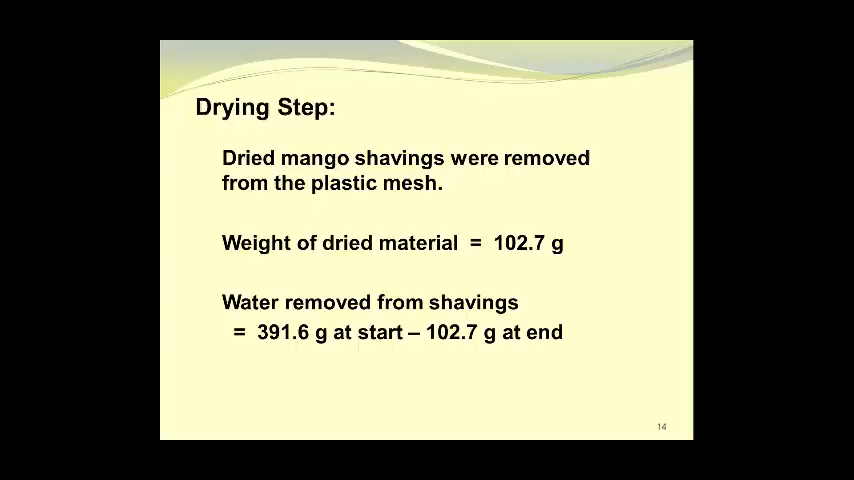 Drying Step:
Dried mango shavings were removed
from the plastic mesh.
Weight of dried material = 102.7 g
Water removed from shavings
= 391.6 g at start – 102.7 g at end
14